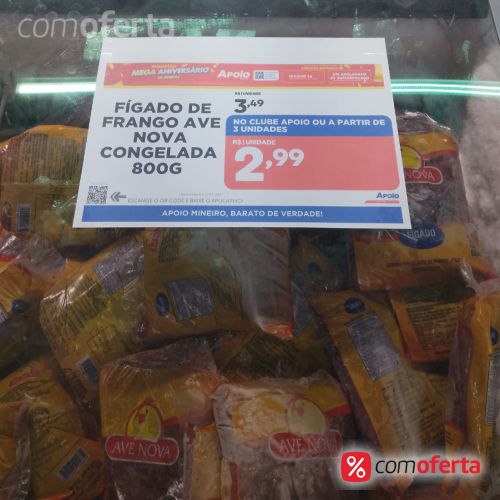 comoferta
MEGA ANIVERSÁRIO
Apoio
R$ | UNIDADE
3,49
FÍGADO DE
FRANGO AVE
NOVA
CONGELADA
800G
NO CLUBE APOIO OU A PARTIR DE
3 UNIDADES
R$ | UNIDADE
2,99
ESCANEIE O QR CODE E BAIXE O APLICATIVO!
APOIO
APOIO MINEIRO, BARATO DE VERDADE!
AVE NOVA
FÍGADO
AVE NOVA
AVE NOVA
% comoferta